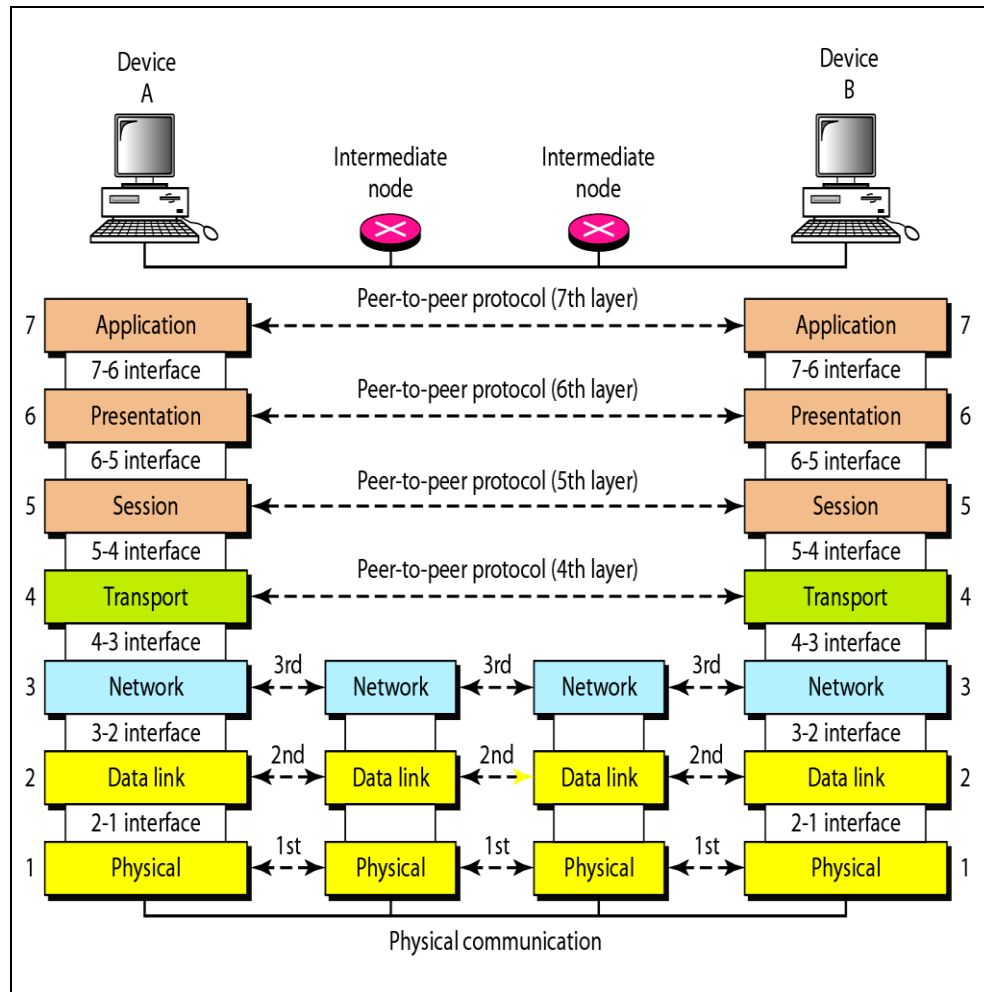 Device
A
Device
B
Intermediate
node
Intermediate
node
Peer-to-peer protocol (7th layer)
7 Application Application 7
7-6 interface 7-6 interface
Peer-to-peer protocol (6th layer)
6 Presentation Presentation 6
6-5 interface 6-5 interface
Peer-to-peer protocol (5th layer)
5 Session Session 5
5-4 interface 5-4 interface
Peer-to-peer protocol (4th layer)
4 Transport Transport 4
4-3 interface 4-3 interface
3rd 3rd 3rd
3 Network Network Network Network 3
3-2 interface 3-2 interface
2nd 2nd 2nd
2 Data link Data link Data link Data link 2
2-1 interface 2-1 interface
1st 1st 1st
1 Physical Physical Physical Physical 1
Physical communication